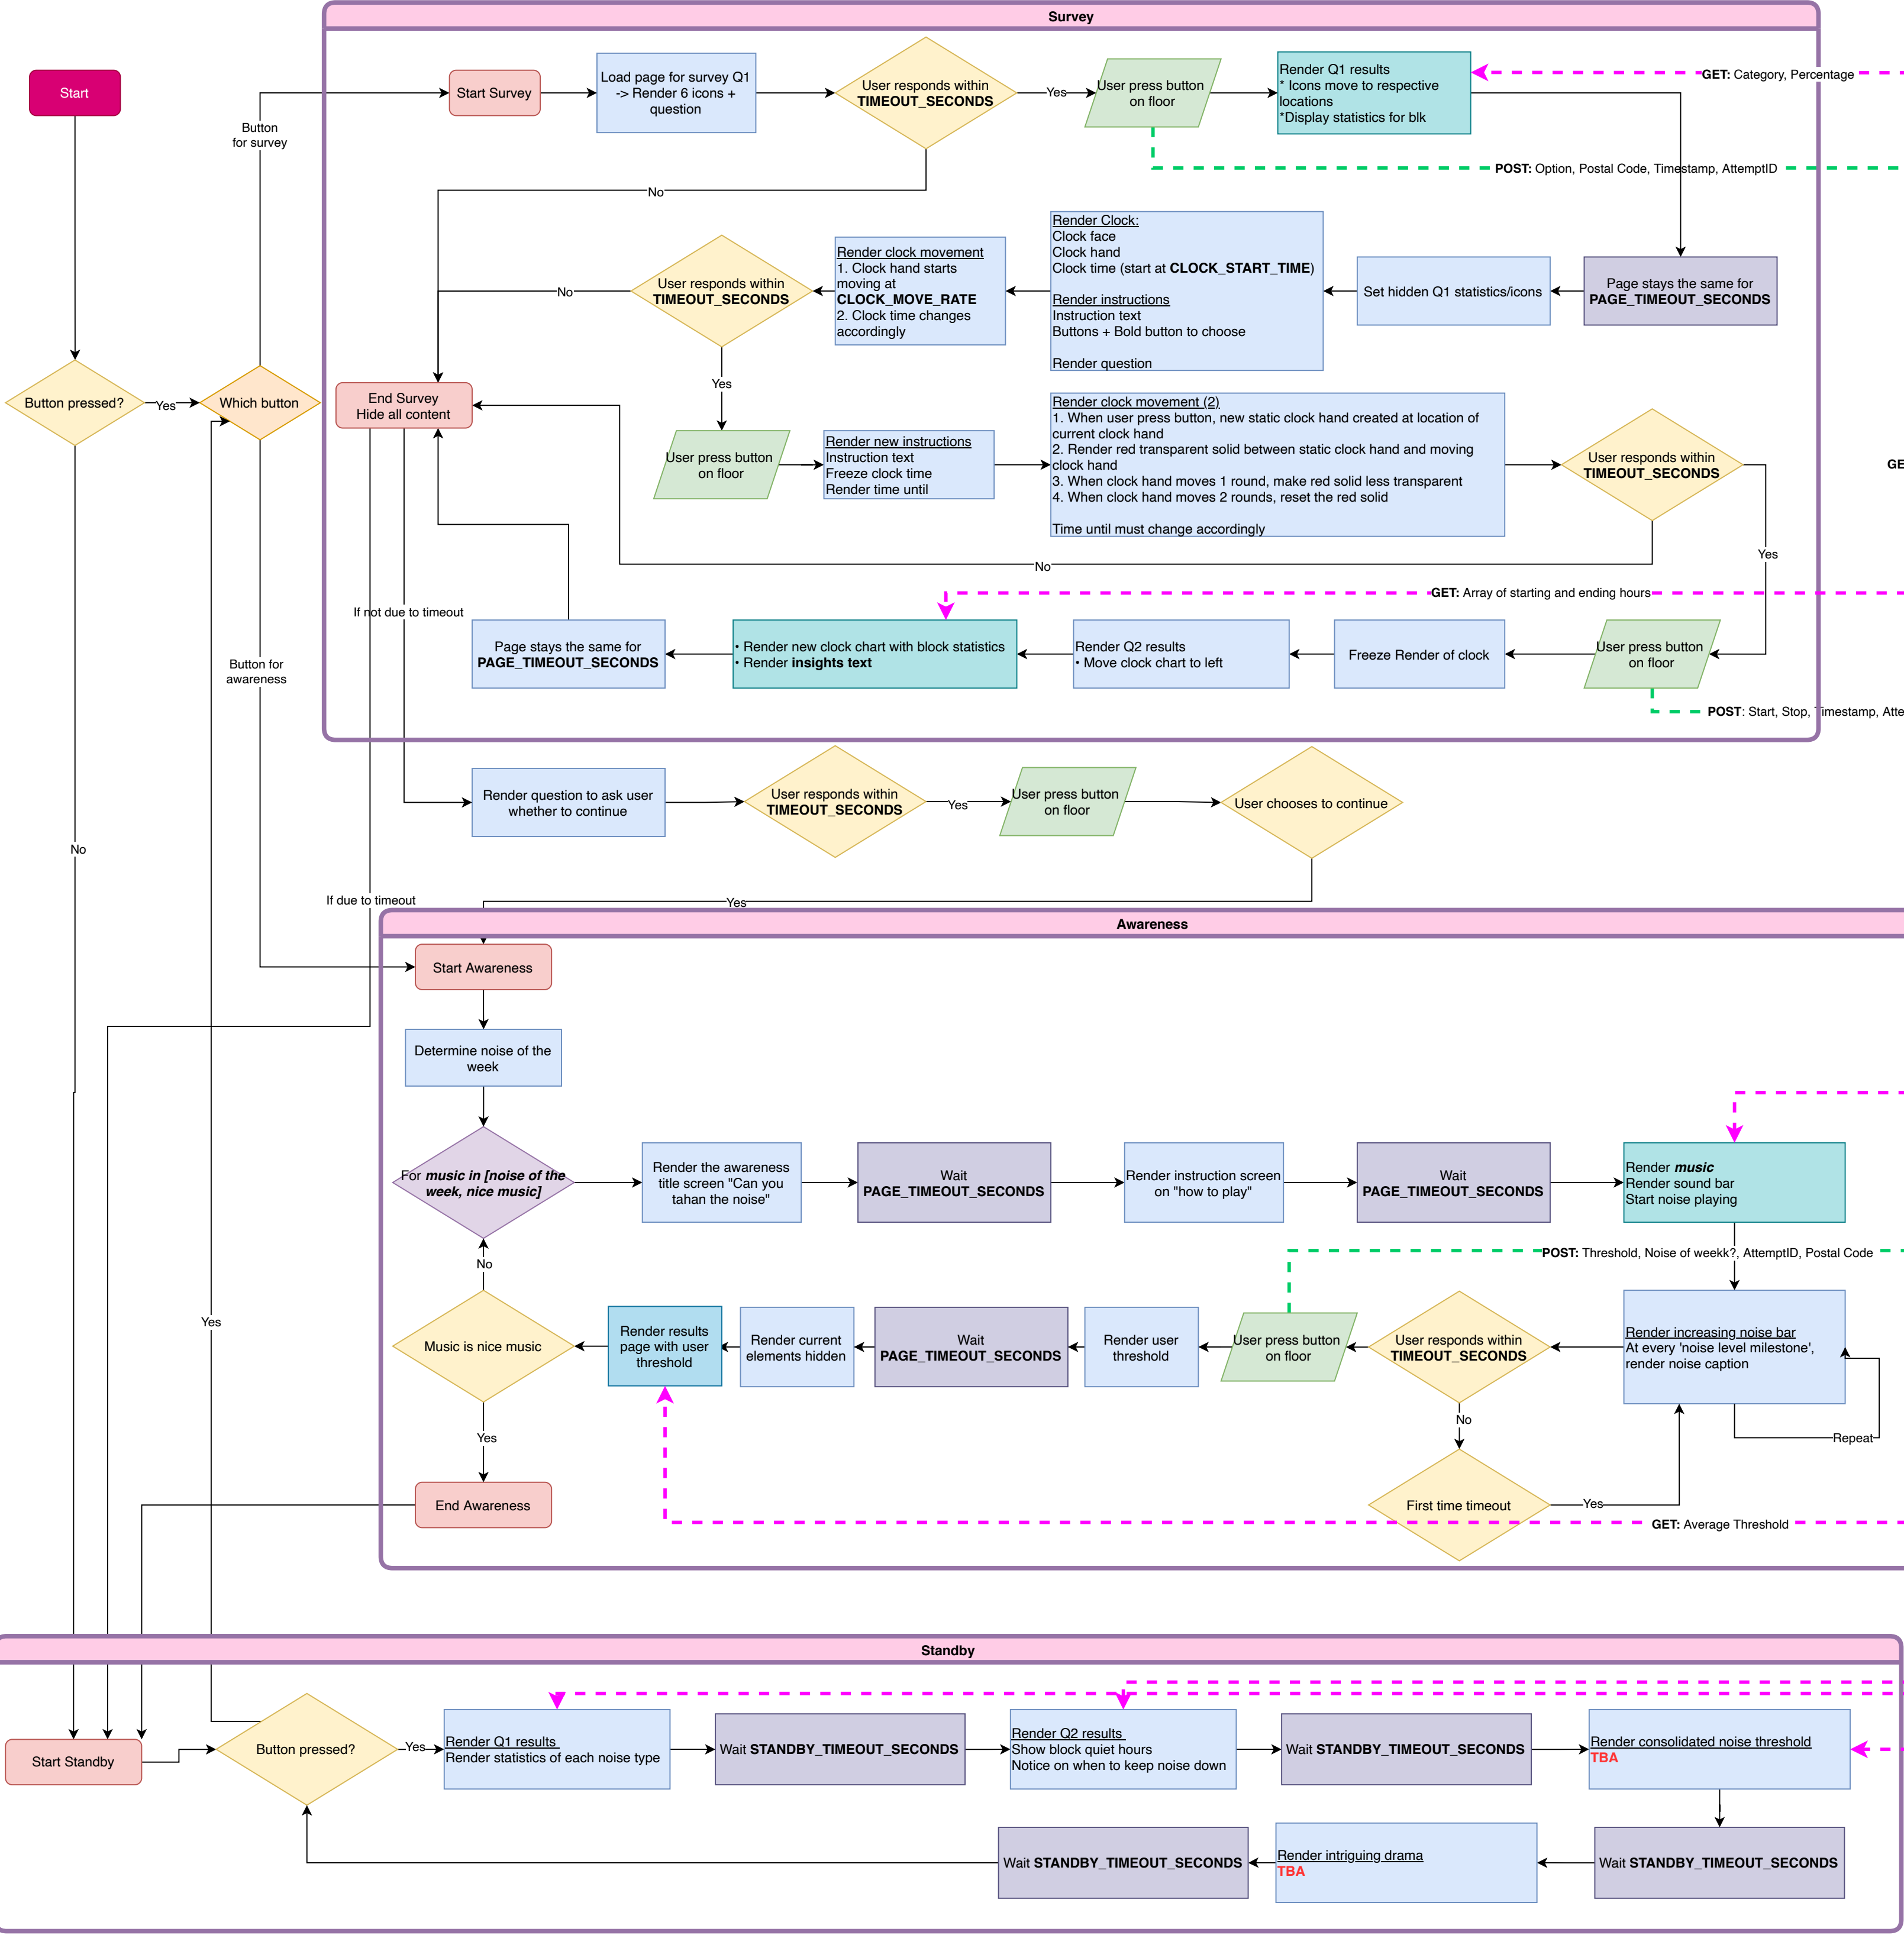 Survey
Start
Start Survey
Load page for survey Q1
-> Render 6 icons +
question
User responds within
TIMEOUT_SECONDS
Yes
User press button
on floor
Render Q1 results
* Icons move to respective
locations
*Display statistics for blk
GET: Category, Percentage
Button
for survey
POST: Option, Postal Code, Timestamp, AttemptID
No
User responds within
TIMEOUT_SECONDS
No
Render clock movement
1. Clock hand starts
moving at
CLOCK_MOVE_RATE
2. Clock time changes
accordingly
Render Clock:
Clock face
Clock hand
Clock time (start at CLOCK_START_TIME)
Render instructions
Instruction text
Buttons + Bold button to choose
Render question
Set hidden Q1 statistics/icons
Page stays the same for
PAGE_TIMEOUT_SECONDS
Yes
Button pressed?
Yes
Which button
End Survey
Hide all content
User press button
on floor
Render new instructions
Instruction text
Freeze clock time
Render time until
Render clock movement (2)
1. When user press button, new static clock hand created at location of
current clock hand
2. Render red transparent solid between static clock hand and moving
clock hand
3. When clock hand moves 1 round, make red solid less transparent
4. When clock hand moves 2 rounds, reset the red solid
Time until must change accordingly
User responds within
TIMEOUT_SECONDS
GE
Yes
No
GET: Array of starting and ending hours
If not due to timeout
Button for
awareness
Page stays the same for
PAGE_TIMEOUT_SECONDS
• Render new clock chart with block statistics
• Render insights text
Render Q2 results
• Move clock chart to left
Freeze Render of clock
User press button
on floor
POST: Start, Stop, Timestamp, Atte
Render question to ask user
whether to continue
User responds within
TIMEOUT_SECONDS
Yes
User press button
on floor
User chooses to continue
No
If due to timeout
Yes
Awareness
Start Awareness
Determine noise of the
week
For music in [noise of the
week, nice music]
Render the awareness
title screen "Can you
tahan the noise"
Wait
PAGE_TIMEOUT_SECONDS
Render instruction screen
on "how to play"
Wait
PAGE_TIMEOUT_SECONDS
Render music
Render sound bar
Start noise playing
POST: Threshold, Noise of weekk?, AttemptID, Postal Code
No
Yes
Music is nice music
Render results
page with user
threshold
Render current
elements hidden
Wait
PAGE_TIMEOUT_SECONDS
Render user
threshold
User press button
on floor
User responds within
TIMEOUT_SECONDS
Render increasing noise bar
At every 'noise level milestone',
render noise caption
No
Yes
Repeat
End Awareness
First time timeout
Yes
GET: Average Threshold
Standby
Start Standby
Button pressed?
Yes
Render Q1 results
Render statistics of each noise type
Wait STANDBY_TIMEOUT_SECONDS
Render Q2 results
Show block quiet hours
Notice on when to keep noise down
Wait STANDBY_TIMEOUT_SECONDS
Render consolidated noise threshold
TBA
Wait STANDBY_TIMEOUT_SECONDS
Render intriguing drama
TBA
Wait STANDBY_TIMEOUT_SECONDS